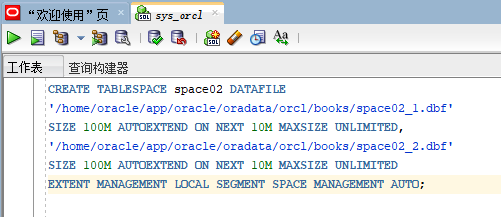 "欢迎使用"页
sys_orcl
SQL
工作表
查询构建器
CREATE TABLESPACE space02 DATAFILE
'/home/oracle/app/oracle/oradata/orcl/books/space02_1.dbf'
SIZE 100M AUTOEXTEND ON NEXT 10M MAXSIZE UNLIMITED,
'/home/oracle/app/oracle/oradata/orcl/books/space02_2.dbf'
SIZE 100M AUTOEXTEND ON NEXT 10M MAXSIZE UNLIMITED
EXTENT MANAGEMENT LOCAL SEGMENT SPACE MANAGEMENT AUTO;